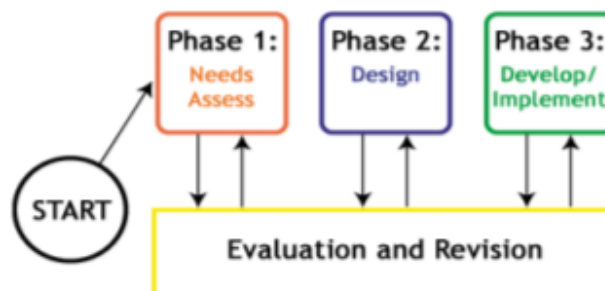 Phase 1:
Needs
Assess
Phase 2:
Design
Phase 3:
Develop/
Implement
START
Evaluation and Revision